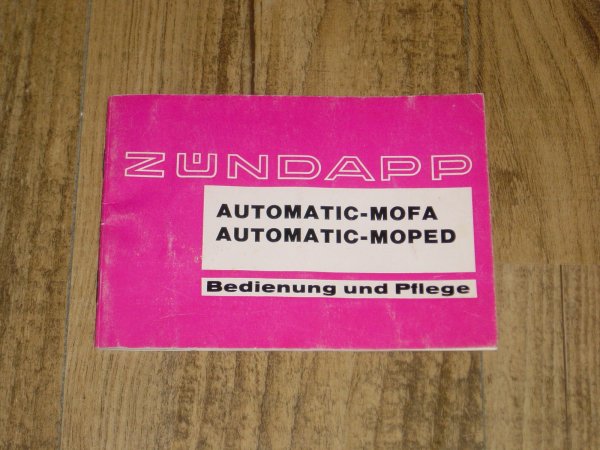 ZÜNDAPP
AUTOMATIC-MOFA
AUTOMATIC-MOPED
Bedienung und Pflege